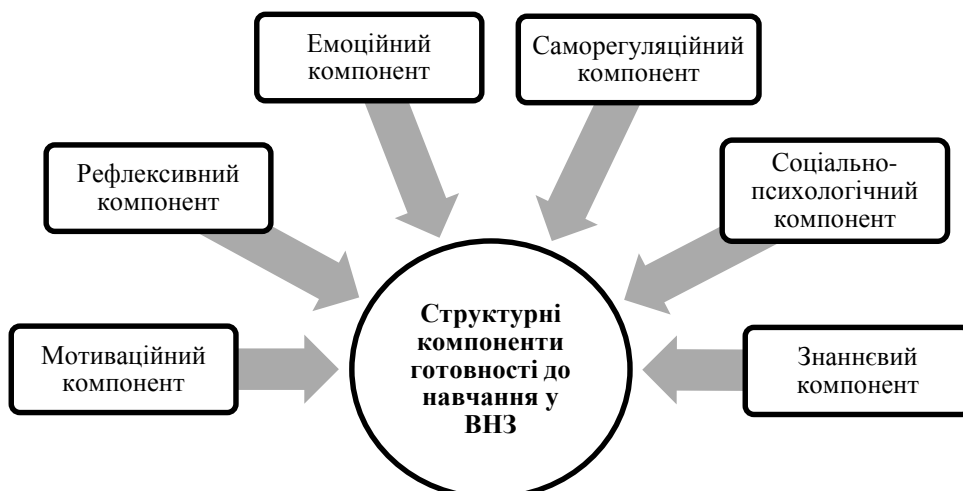 Емоційний
компонент
Саморегуляційний
компонент
Рефлексивний
компонент
Соціально-
психологічний
компонент
Мотиваційний
компонент
Структурні
компоненти
готовності до
навчання у
ВНЗ
Знаннєвий
компонент